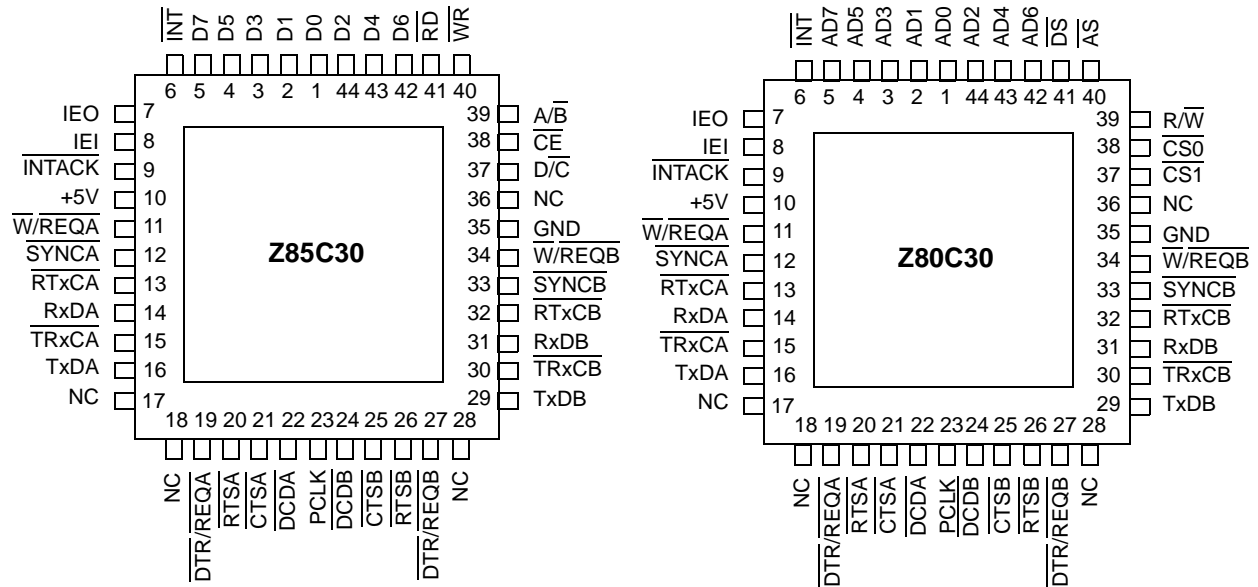 INT D7 D5 D3 D1 D0 D2 D4 D6 RD WR
6 5 4 3 2 1 44 43 42 41 40
IEO 7
IEI 8
INTACK 9
+5V 10
W/REQA 11
SYNCA 12
RTxCA 13
RxDA 14
TRxCA 15
TxDA 16
NC 17
Z85C30
39 A/B
38 CE
37 D/C
36 NC
35 GND
34 W/REQB
33 SYNCB
32 RTxCB
31 RxDB
30 TRxCB
29 TxDB
18 19 20 21 22 23 24 25 26 27 28
NC DTR/REQA RTSA CTSA DCDA PCLK DCDB CTSB RTSB DTR/REQB NC
INT AD7 AD5 AD3 AD1 AD0 AD2 AD4 AD6 DS AS
6 5 4 3 2 1 44 43 42 41 40
IEO 7
IEI 8
INTACK 9
+5V 10
W/REQA 11
SYNCA 12
RTxCA 13
RxDA 14
TRxCA 15
TxDA 16
NC 17
Z80C30
39 R/W
38 CS0
37 CS1
36 NC
35 GND
34 W/REQB
33 SYNCB
32 RTxCB
31 RxDB
30 TRxCB
29 TxDB
18 19 20 21 22 23 24 25 26 27 28
NC DTR/REQA RTSA CTSA DCDA PCLK DCDB CTSB RTSB DTR/REQB NC